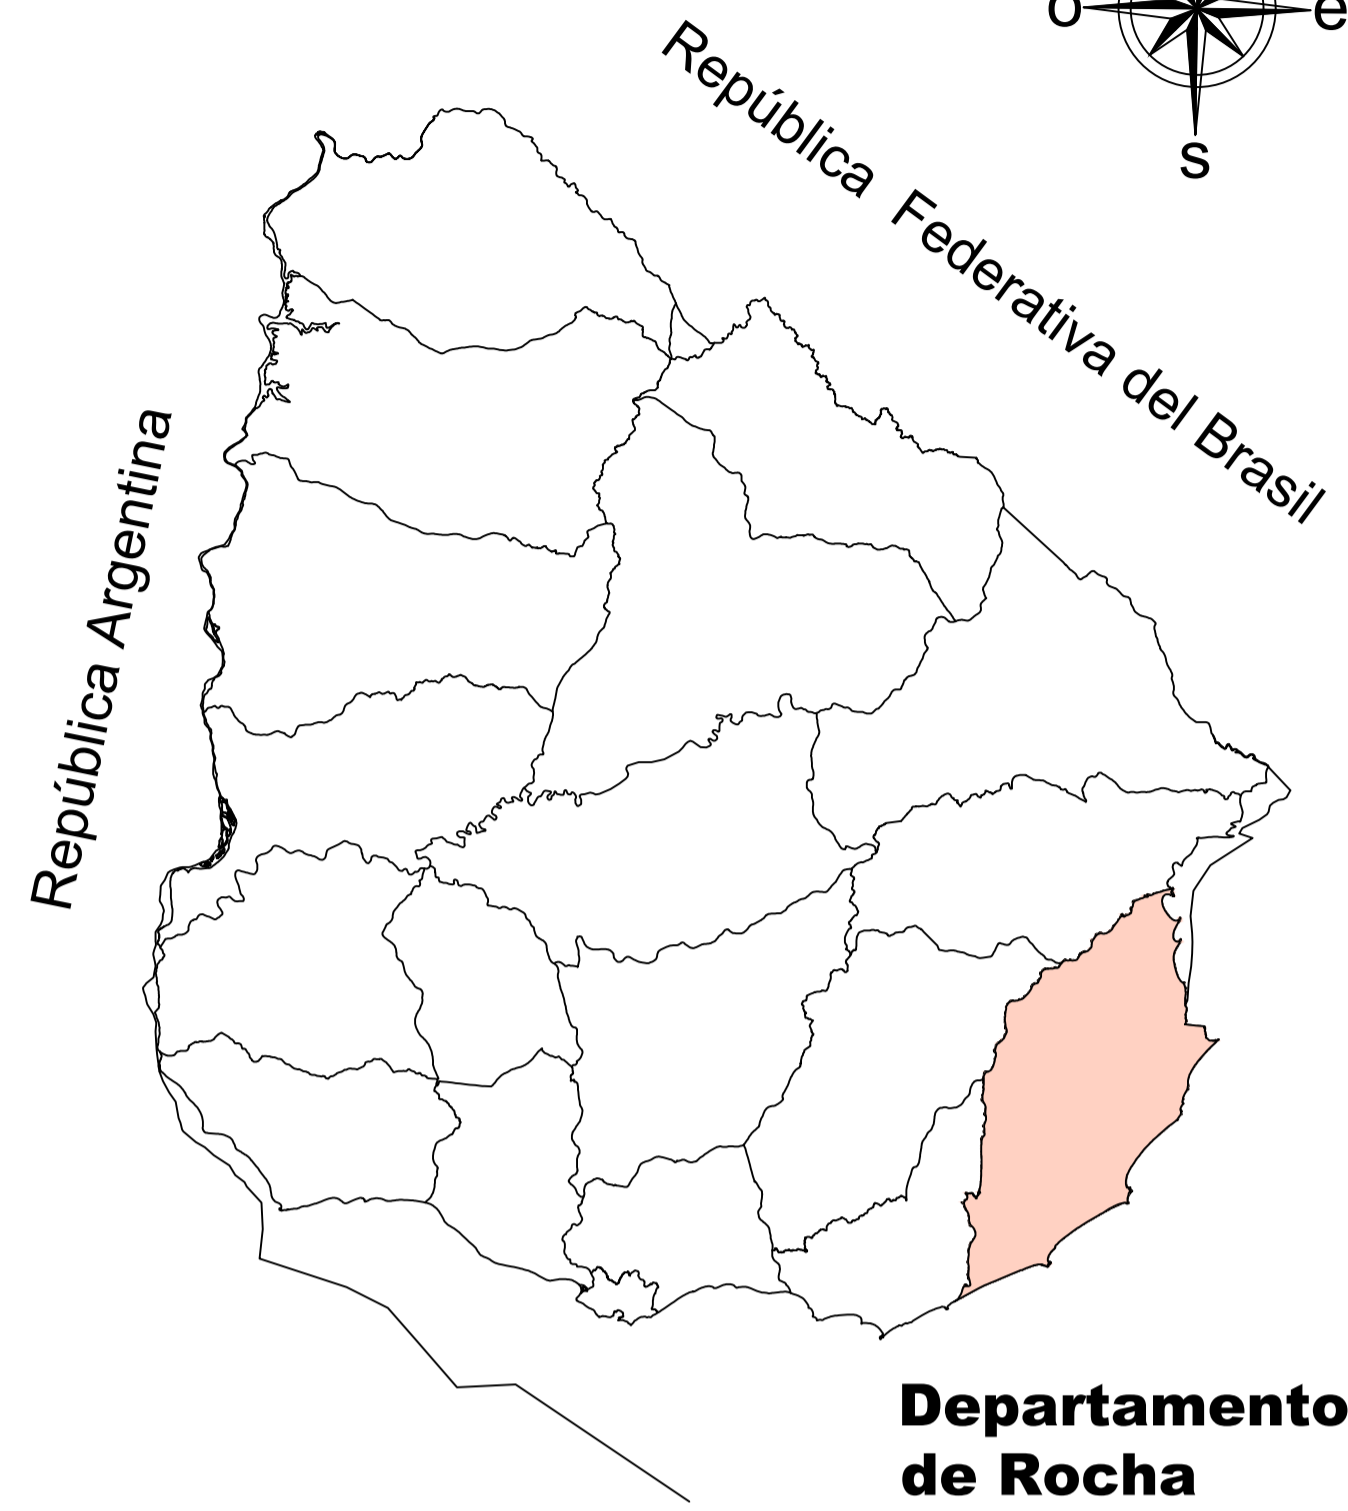 o e
s
República Federativa del Brasil
República Argentina
Departamento
de Rocha